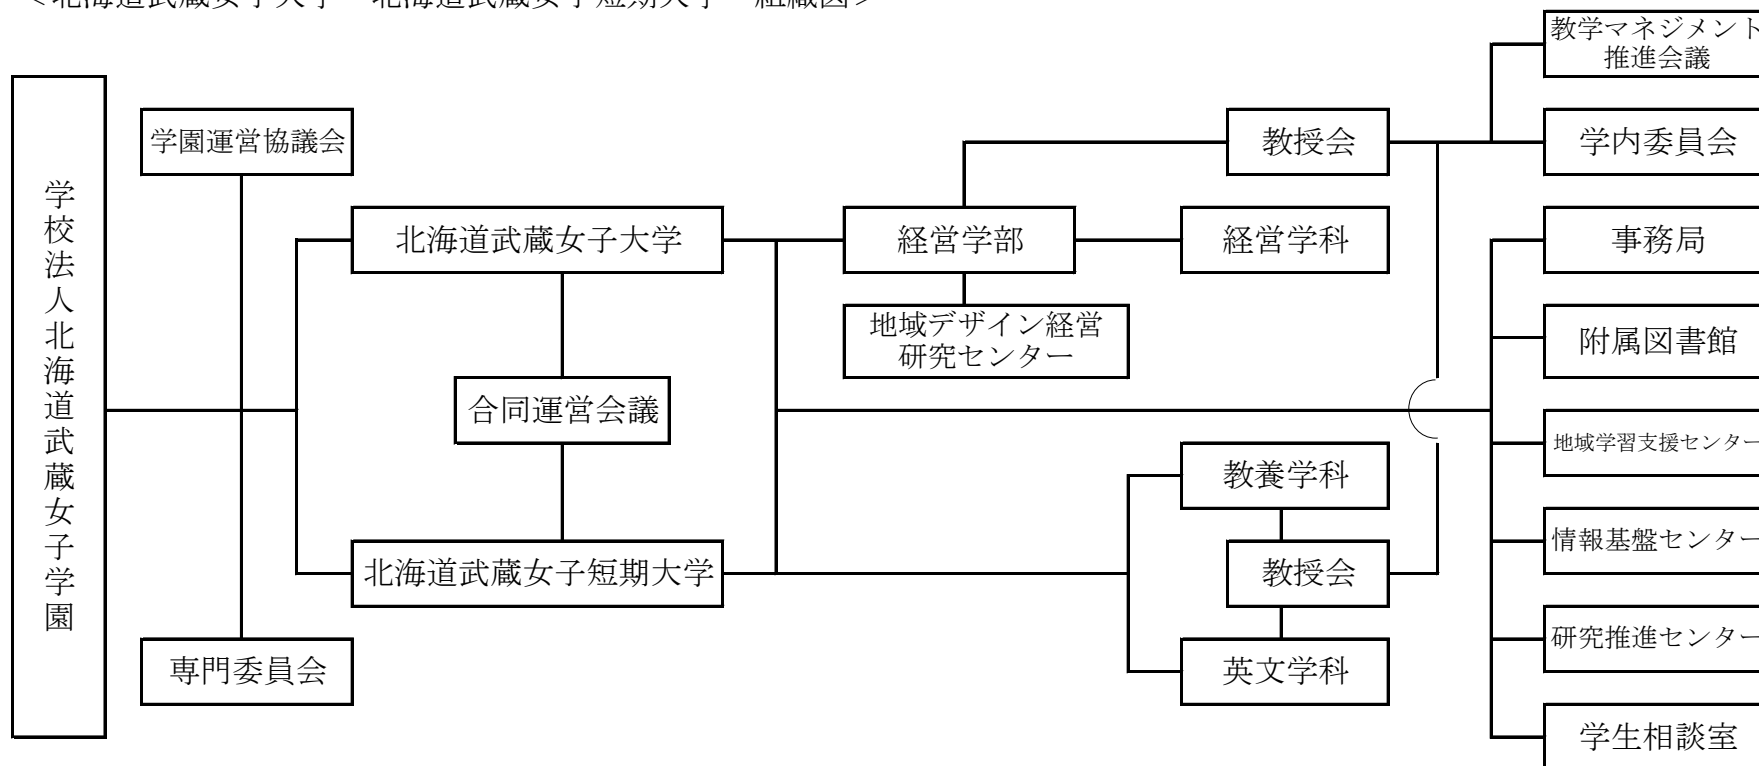 ＜北海道武蔵女子大学・北海道武蔵女子短期大学　組織図＞
学校法人北海道武蔵女子学園
学園運営協議会
専門委員会
北海道武蔵女子大学
合同運営会議
北海道武蔵女子短期大学
経営学部
地域デザイン経営
研究センター
教授会
経営学科
教養学科
教授会
英文学科
教学マネジメント
推進会議
学内委員会
事務局
附属図書館
地域学習支援センター
情報基盤センター
研究推進センター
学生相談室